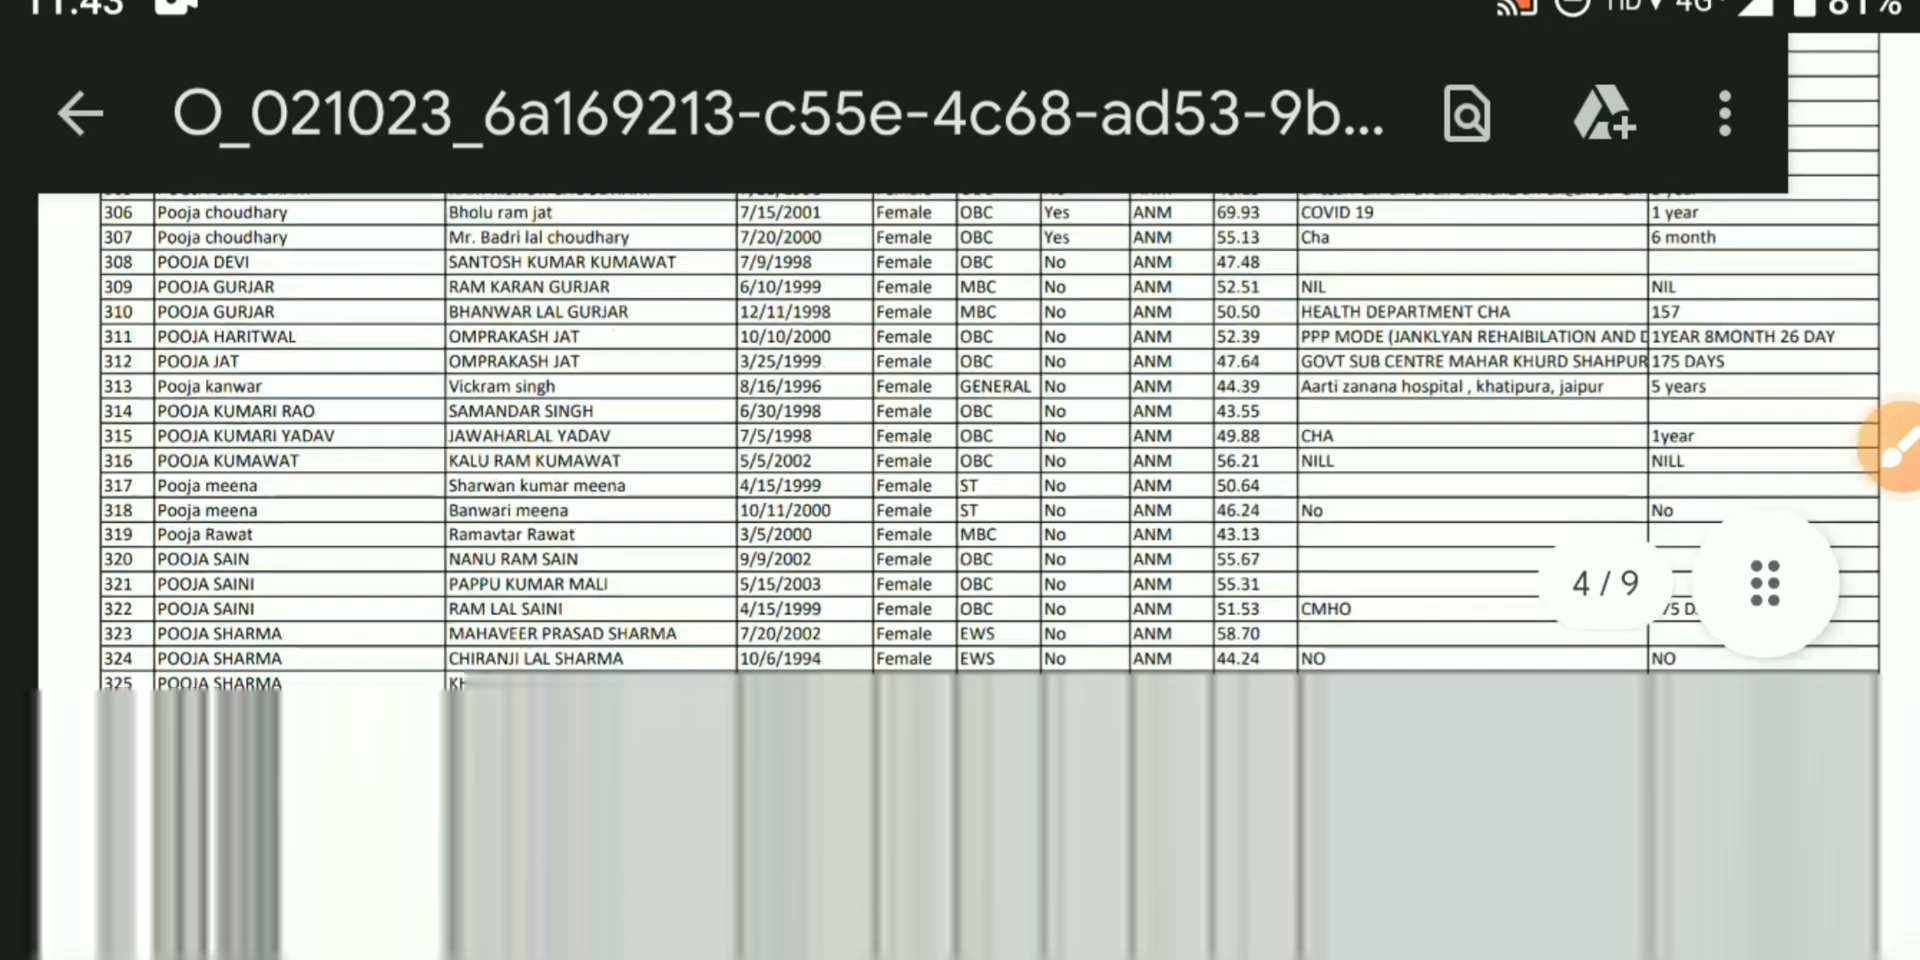 11:43 HD 4G 81%
O_021023_6a169213-c55e-4c68-ad53-9b...
306 Pooja choudhary Bholu ram jat 7/15/2001 Female OBC Yes ANM 69.93 COVID 19 1 year
307 Pooja choudhary Mr. Badri lal choudhary 7/20/2000 Female OBC Yes ANM 55.13 Cha 6 month
308 POOJA DEVI SANTOSH KUMAR KUMAWAT 7/9/1998 Female OBC No ANM 47.48
309 POOJA GURJAR RAM KARAN GURJAR 6/10/1999 Female MBC No ANM 52.51 NIL NIL
310 POOJA GURJAR BHANWAR LAL GURJAR 12/11/1998 Female MBC No ANM 50.50 HEALTH DEPARTMENT CHA 157
311 POOJA HARITWAL OMPRAKASH JAT 10/10/2000 Female OBC No ANM 52.39 PPP MODE (JANKLYAN REHAIBILATION AND 1YEAR 8MONTH 26 DAY
312 POOJA JAT OMPRAKASH JAT 3/25/1999 Female OBC No ANM 47.64 GOVT SUB CENTRE MAHAR KHURD SHAHPUR 175 DAYS
313 Pooja kanwar Vickram singh 8/16/1996 Female GENERAL No ANM 44.39 Aarti zanana hospital , khatipura, jaipur 5 years
314 POOJA KUMARI RAO SAMANDAR SINGH 6/30/1998 Female OBC No ANM 43.55
315 POOJA KUMARI YADAV JAWAHARLAL YADAV 7/5/1998 Female OBC No ANM 49.88 CHA 1year
316 POOJA KUMAWAT KALU RAM KUMAWAT 5/5/2002 Female OBC No ANM 56.21 NILL NILL
317 Pooja meena Sharwan kumar meena 4/15/1999 Female ST No ANM 50.64
318 Pooja meena Banwari meena 10/11/2000 Female ST No ANM 46.24 No No
319 Pooja Rawat Ramavtar Rawat 3/5/2000 Female MBC No ANM 43.13
320 POOJA SAIN NANU RAM SAIN 9/9/2002 Female OBC No ANM 55.67
321 POOJA SAINI PAPPU KUMAR MALI 5/15/2003 Female OBC No ANM 55.31
4 / 9
322 POOJA SAINI RAM LAL SAINI 4/15/1999 Female OBC No ANM 51.53 CMHO
323 POOJA SHARMA MAHAVEER PRASAD SHARMA 7/20/2002 Female EWS No ANM 58.70
324 POOJA SHARMA CHIRANJI LAL SHARMA 10/6/1994 Female EWS No ANM 44.24 NO NO
325 POOJA SHARMA